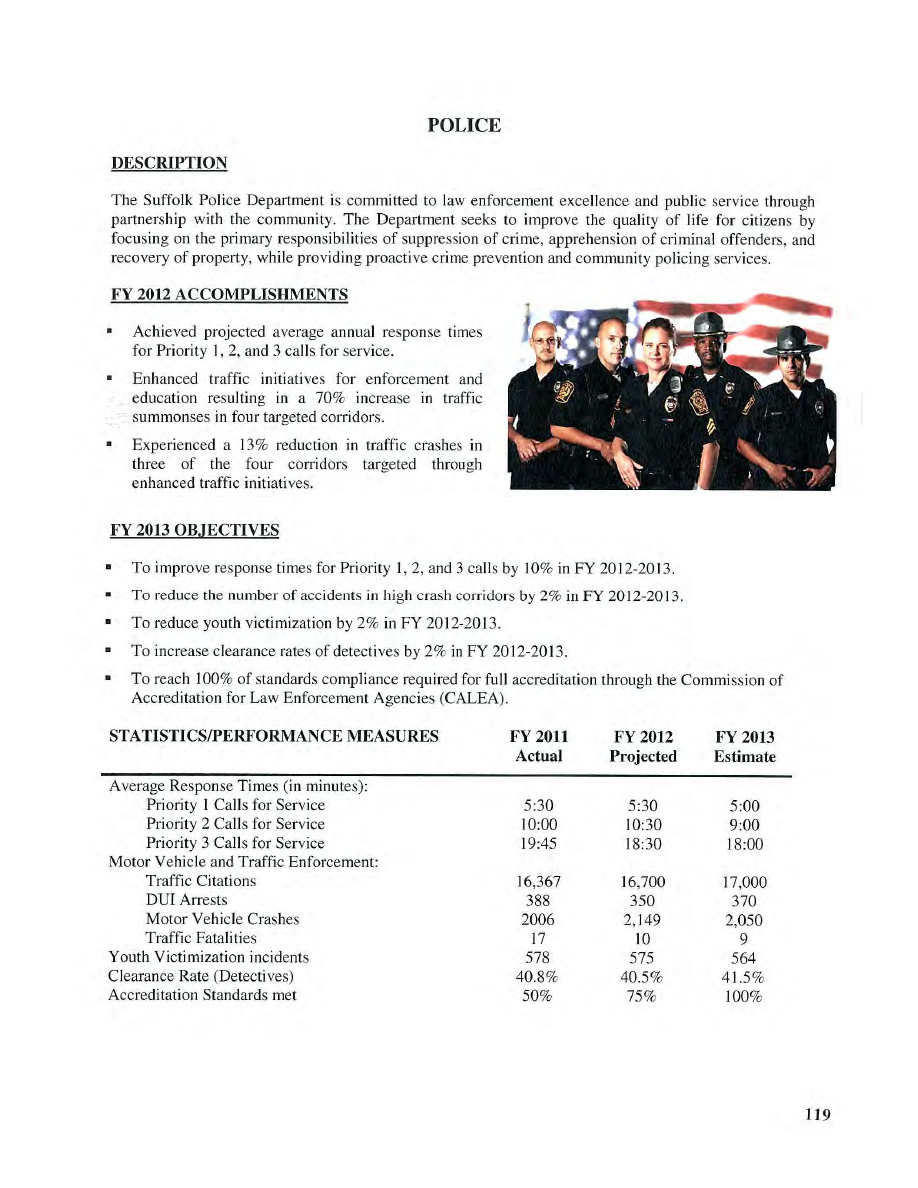 POLICE
DESCRIPTION
The Suffolk Police Department is committed to law enforcement excellence and public service through
partnership with the community. The Department seeks to improve the quality of life for citizens by
focusing on the primary responsibilities of suppression of crime, apprehension of criminal offenders, and
recovery of property, while providing proactive crime prevention and community policing services.
FY 2012 ACCOMPLISHMENTS
▪ Achieved projected average annual response times
for Priority 1, 2, and 3 calls for service.
▪ Enhanced traffic initiatives for enforcement and
education resulting in a 70% increase in traffic
summonses in four targeted corridors.
▪ Experienced a 13% reduction in traffic crashes in
three of the four corridors targeted through
enhanced traffic initiatives.
FY 2013 OBJECTIVES
▪ To improve response times for Priority 1, 2, and 3 calls by 10% in FY 2012-2013.
▪ To reduce the number of accidents in high crash corridors by 2% in FY 2012-2013.
▪ To reduce youth victimization by 2% in FY 2012-2013.
▪ To increase clearance rates of detectives by 2% in FY 2012-2013.
▪ To reach 100% of standards compliance required for full accreditation through the Commission of
Accreditation for Law Enforcement Agencies (CALEA).
STATISTICS/PERFORMANCE MEASURES FY 2011 FY 2012 FY 2013
Actual Projected Estimate
Average Response Times (in minutes):
Priority 1 Calls for Service 5:30 5:30 5:00
Priority 2 Calls for Service 10:00 10:30 9:00
Priority 3 Calls for Service 19:45 18:30 18:00
Motor Vehicle and Traffic Enforcement:
Traffic Citations 16,367 16,700 17,000
DUI Arrests 388 350 370
Motor Vehicle Crashes 2006 2,149 2,050
Traffic Fatalities 17 10 9
Youth Victimization incidents 578 575 564
Clearance Rate (Detectives) 40.8% 40.5% 41.5%
Accreditation Standards met 50% 75% 100%
119